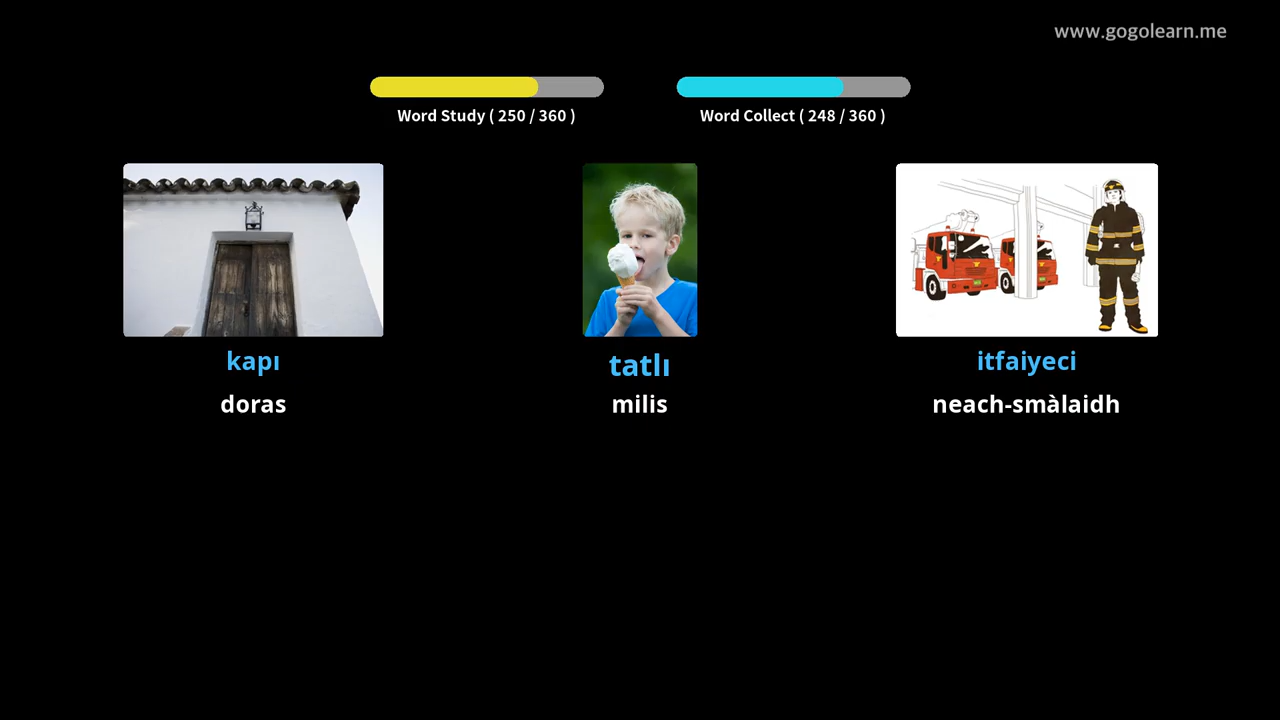 www.gogolearn.me
Word Study ( 250 / 360 )
Word Collect ( 248 / 360 )
kapı
tatlı
itfaiyeci
doras
milis
neach-smàlaidh